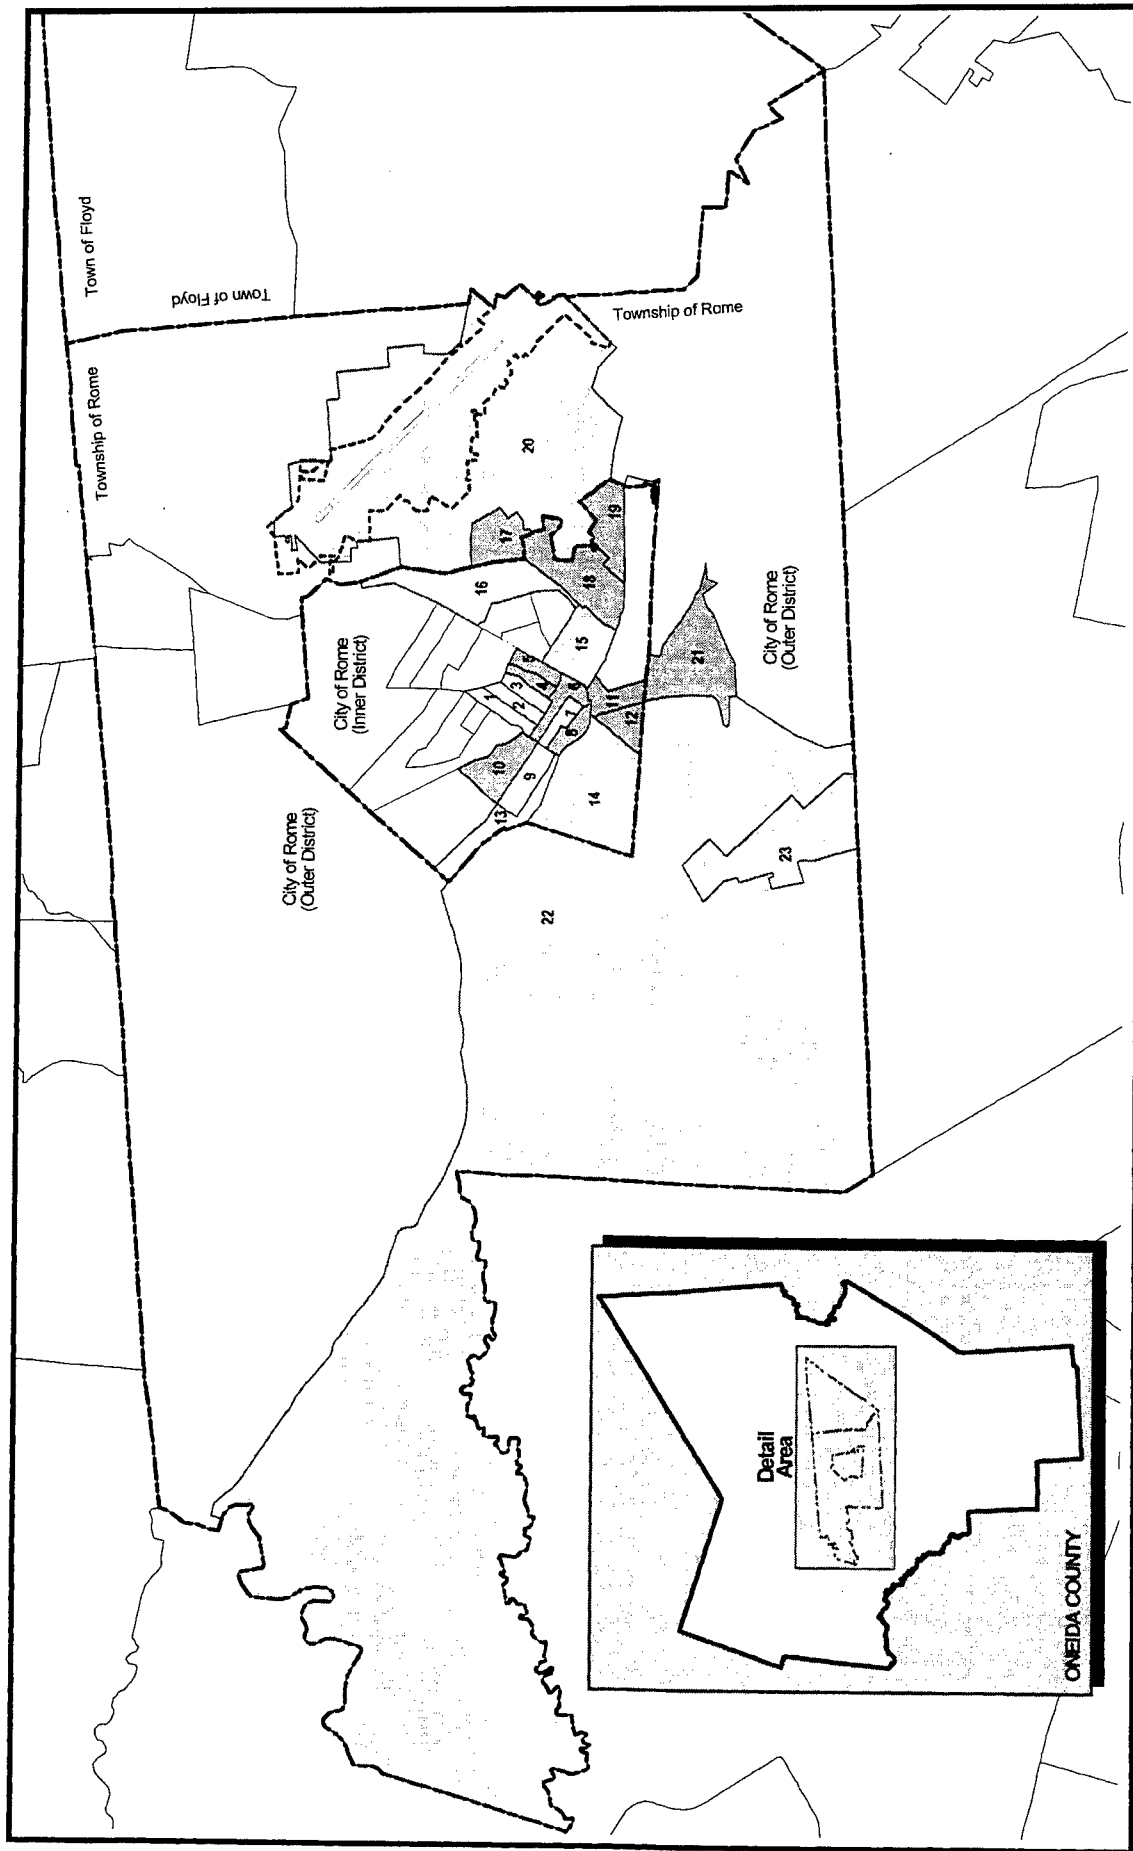 Town of Floyd
Town of Floyd
Township of Rome
Township of Rome
City of Rome
(Inner District)
City of Rome
(Outer District)
City of Rome
(Outer District)
1
2
3
4
5
6
7
8
9
10
11
12
13
14
15
16
17
18
19
20
21
22
23
Detail
Area
ONEIDA COUNTY